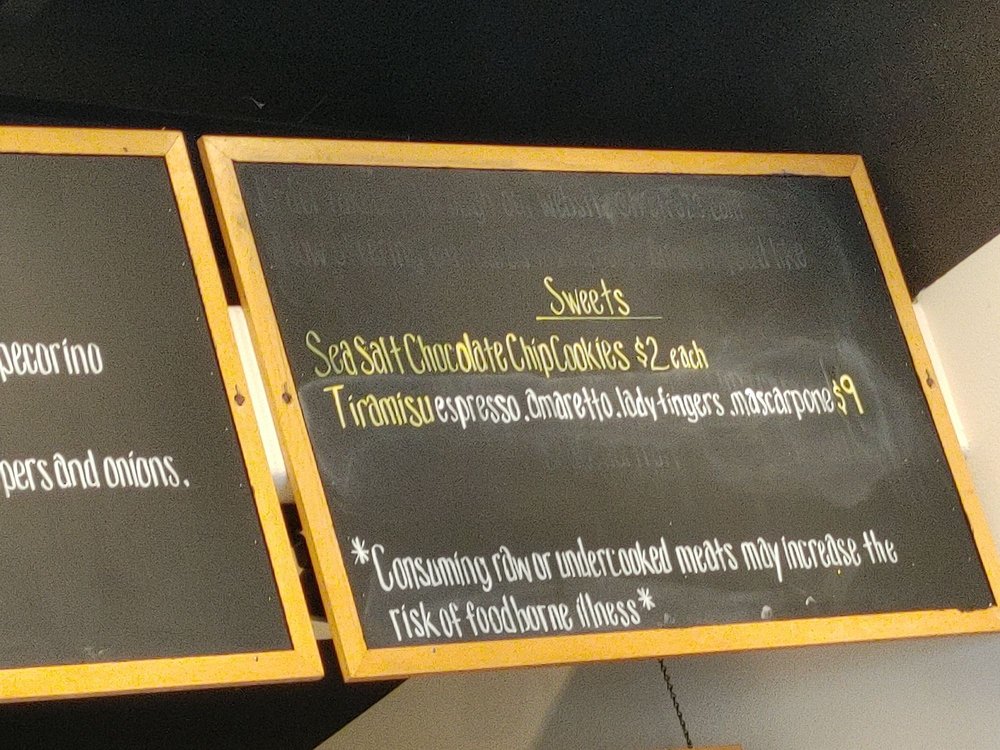 pecorino
pers and onions.
Sweets
Sea Salt Chocolate Chip Cookies $2 each
Tiramisu espresso, amaretto, lady fingers, mascarpone $9
*Consuming raw or undercooked meats may increase the
risk of foodborne illness*